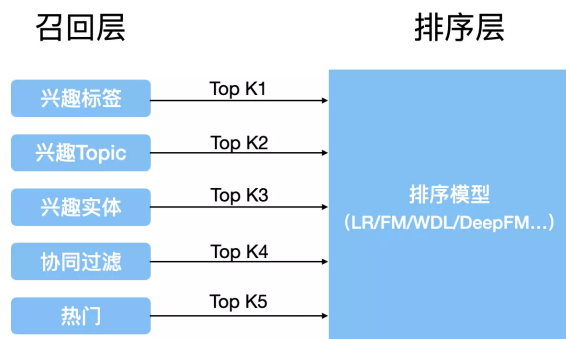 召回层
排序层
兴趣标签
Top K1
兴趣Topic
Top K2
兴趣实体
Top K3
协同过滤
Top K4
热门
Top K5
排序模型
（LR/FM/WDL/DeepFM…）